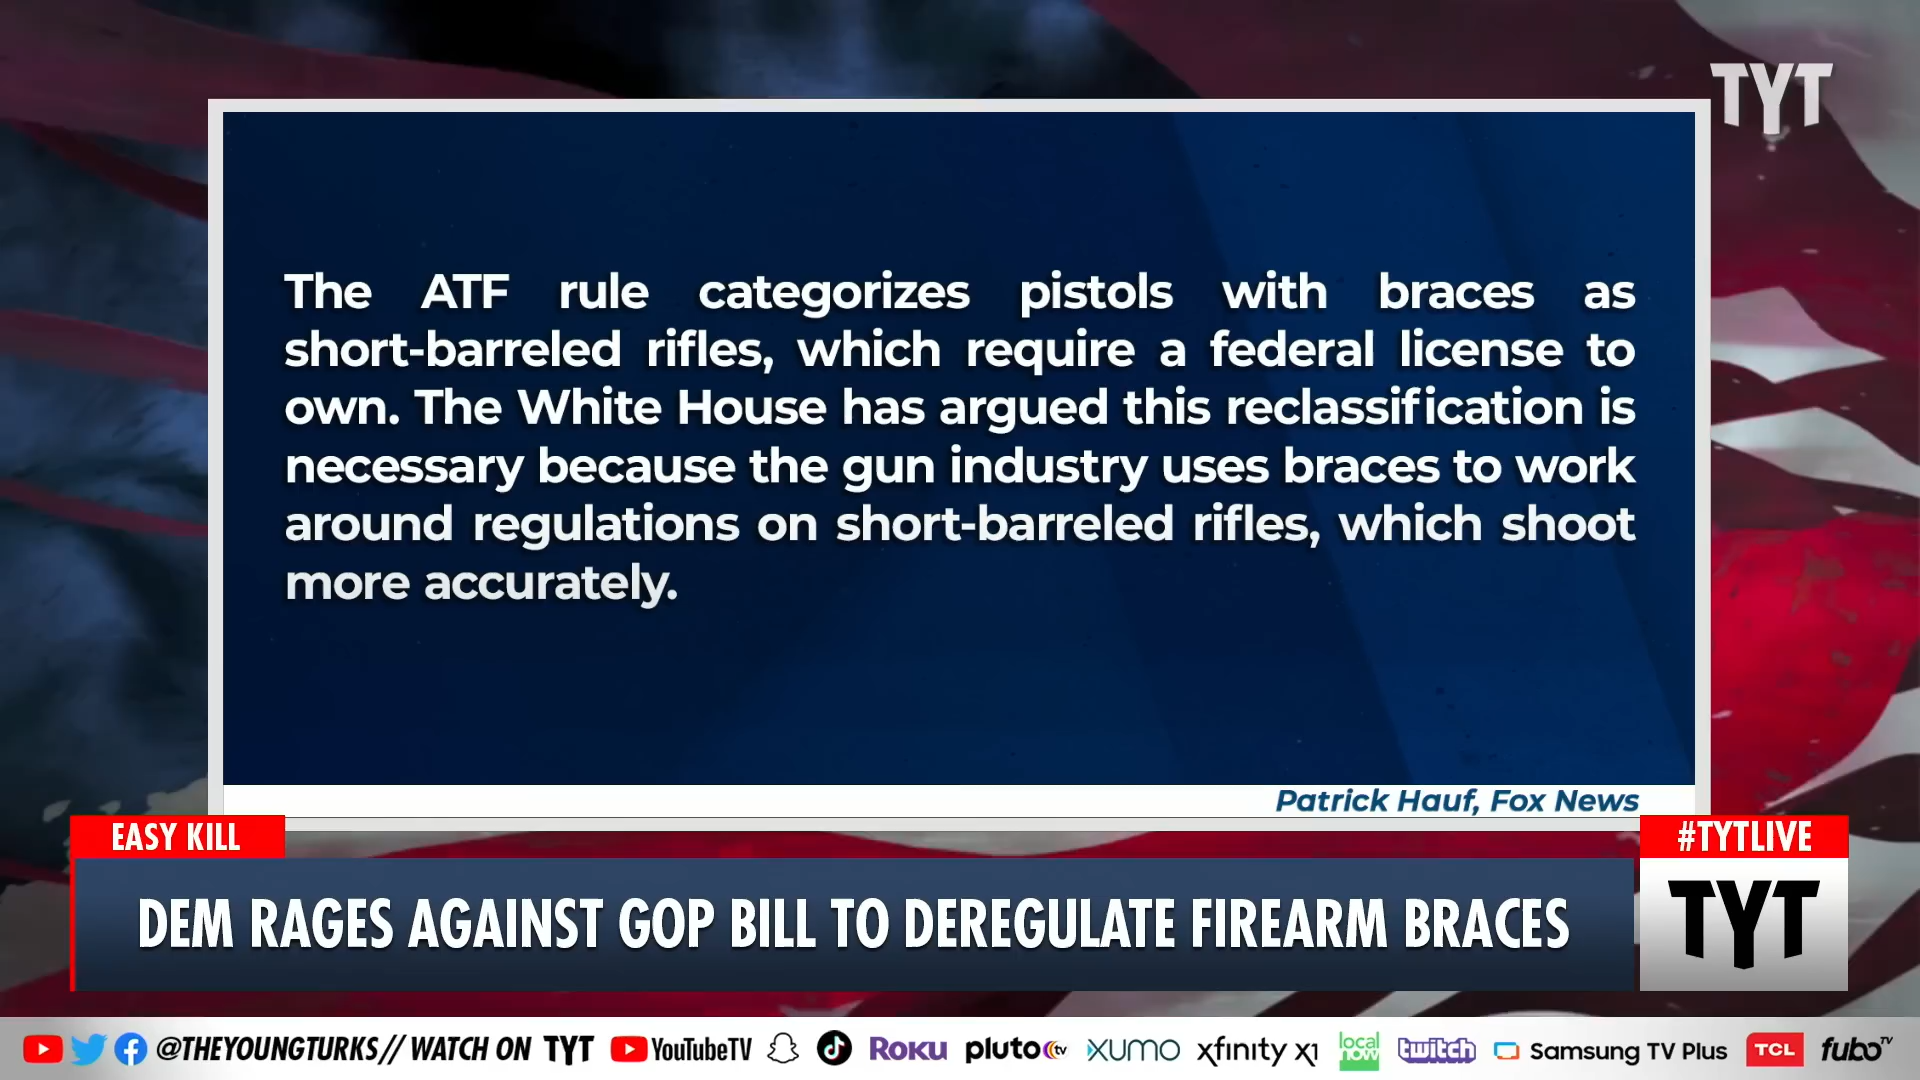 TYT
The ATF rule categorizes pistols with braces as
short-barreled rifles, which require a federal license to
own. The White House has argued this reclassification is
necessary because the gun industry uses braces to work
around regulations on short-barreled rifles, which shoot
more accurately.
Patrick Hauf, Fox News
EASY KILL
#TYTLIVE
DEM RAGES AGAINST GOP BILL TO DEREGULATE FIREARM BRACES
TYT
@THEYOUNGTURKS// WATCH ON TYT YouTubeTV ROKU pluto tv XUMO xfinity x1 local now twitch Samsung TV Plus TCL fubo TV